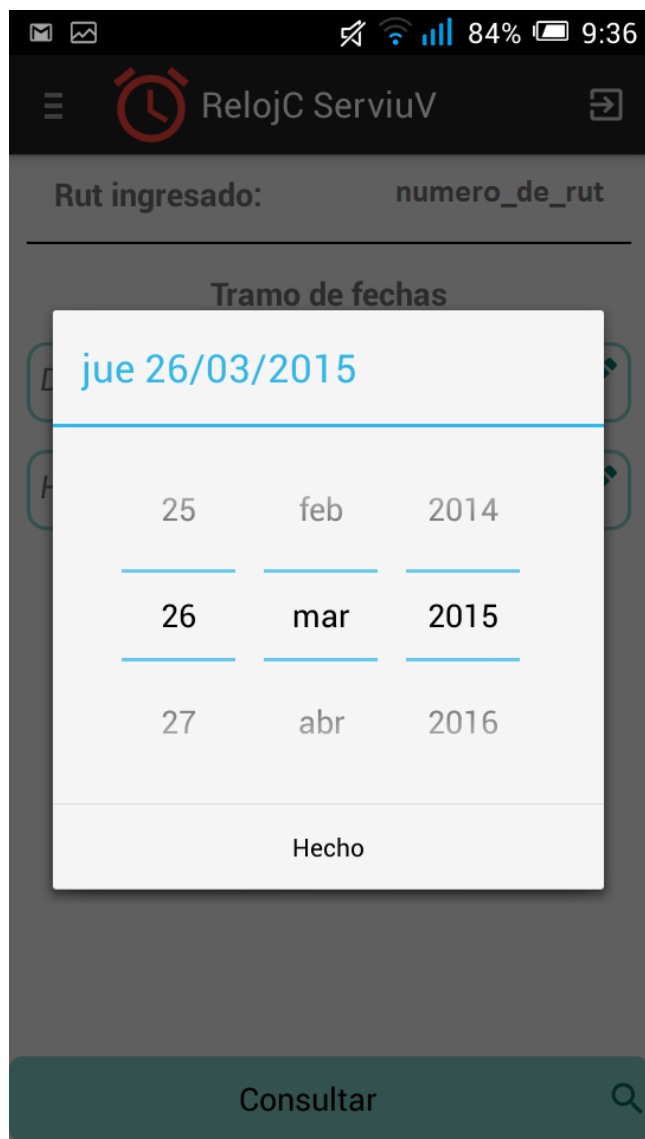 84% 9:36
RelojC ServiuV
Rut ingresado: numero_de_rut
Tramo de fechas
jue 26/03/2015
D
H
25 feb 2014
26 mar 2015
27 abr 2016
Hecho
Consultar